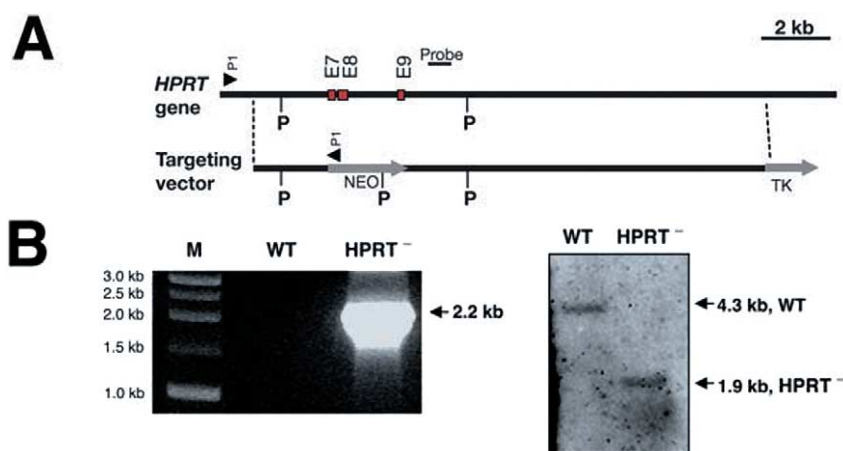 A
2 kb
P1
E7
E8
E9
Probe
HPRT
gene
P
P
P1
Targeting
vector
NEO
TK
P
P
P
B
M
WT
HPRT –
3.0 kb
2.5 kb
2.0 kb
1.5 kb
1.0 kb
2.2 kb
WT
HPRT –
4.3 kb, WT
1.9 kb, HPRT –